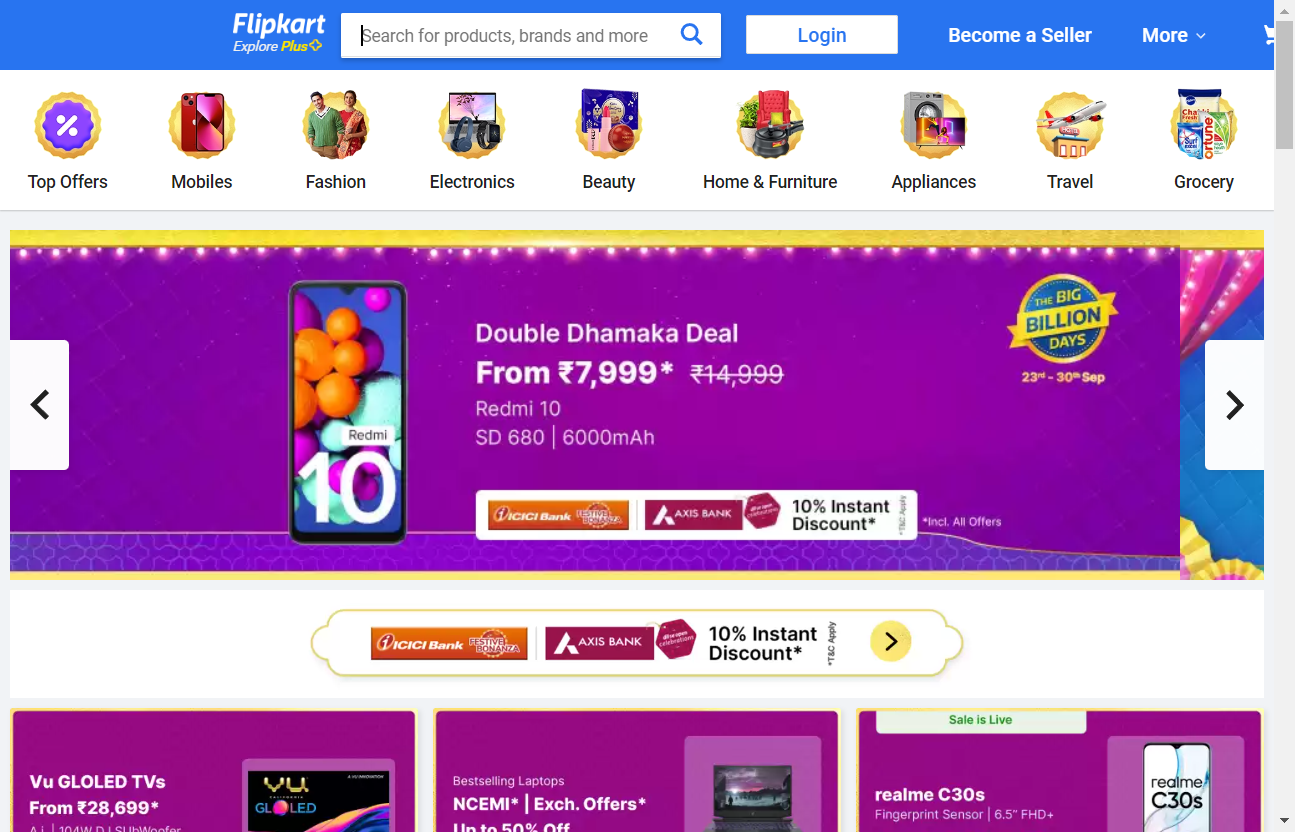 Flipkart
Explore Plus
Search for products, brands and more
Login
Become a Seller
More
Top Offers
Mobiles
Fashion
Electronics
Beauty
Home & Furniture
Appliances
Travel
Grocery
Double Dhamaka Deal
From ₹7,999* ₹14,999
Redmi 10
SD 680 | 6000mAh
Redmi
10
THE BIG
BILLION
DAYS
23rd - 30th Sep
ICICI Bank FESTIVE BONANZA
AXIS BANK
10% Instant
Discount*
*T&C Apply
*Incl. All Offers
ICICI Bank FESTIVE BONANZA
AXIS BANK
10% Instant
Discount*
*T&C Apply
Vu GLOLED TVs
From ₹28,699*
VU
GLOLED
Bestselling Laptops
NCEMI* | Exch. Offers*
Up to 50% Off
Sale is Live
realme C30s
Fingerprint Sensor | 6.5” FHD+
realme
C30s